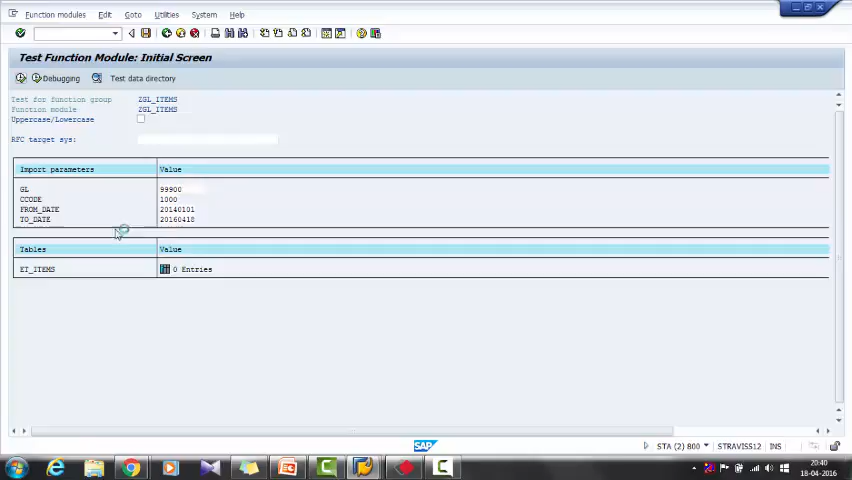 Function modules Edit Goto Utilities System Help
Test Function Module: Initial Screen
Debugging Test data directory
Test for function group ZGL_ITEMS
Function module ZGL_ITEMS
Uppercase/Lowercase
RFC target sys:
Import parameters Value
GL 99900
CCODE 1000
FROM_DATE 20140101
TO_DATE 20160418
Tables Value
ET_ITEMS 0 Entries
SAP
STA (2) 800 STRAVISS12 INS
20:40
18-04-2016